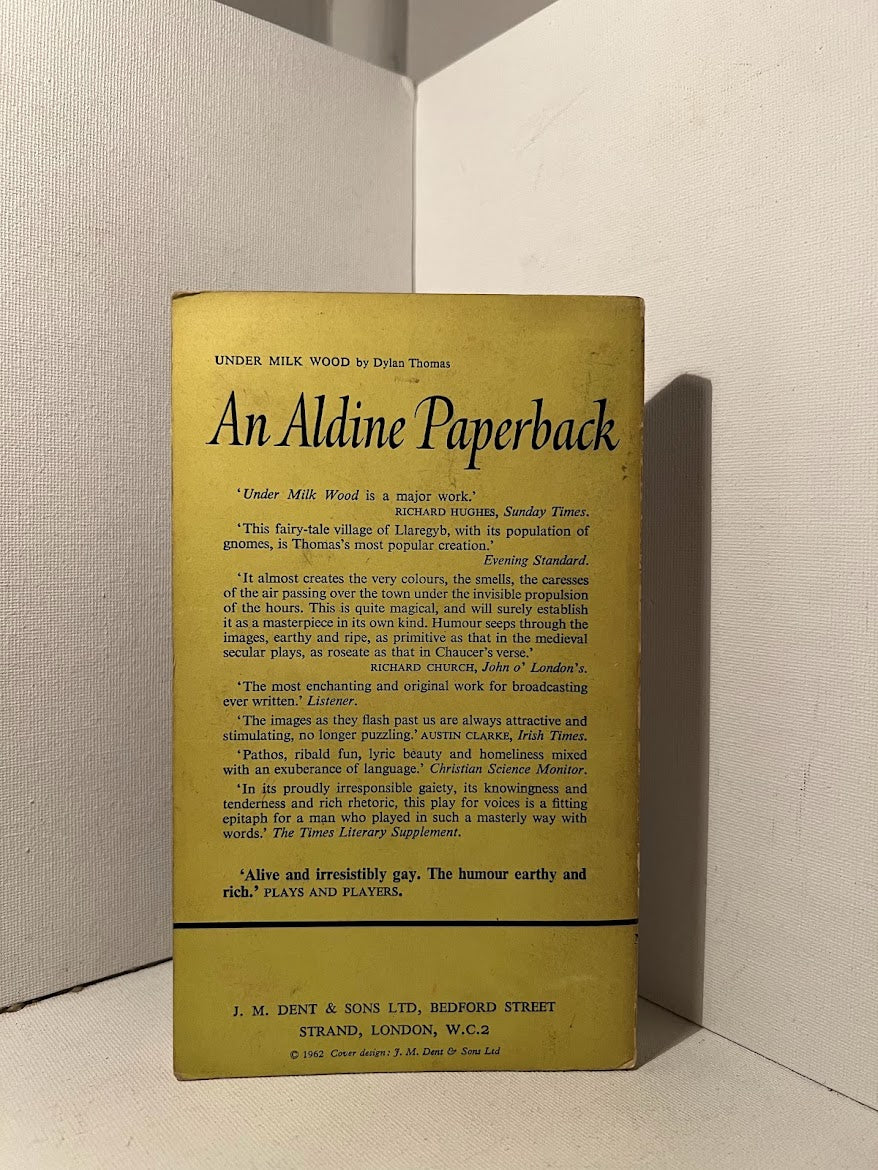 UNDER MILK WOOD by Dylan Thomas
An Aldine Paperback
‘Under Milk Wood is a major work.’
RICHARD HUGHES, Sunday Times.
‘This fairy-tale village of Llaregyb, with its population of
gnomes, is Thomas’s most popular creation.’
Evening Standard.
‘It almost creates the very colours, the smells, the caresses
of the air passing over the town under the invisible propulsion
of the hours. This is quite magical, and will surely establish
it as a masterpiece in its own kind. Humour seeps through the
images, earthy and ripe, as primitive as that in the medieval
secular plays, as roseate as that in Chaucer’s verse.’
RICHARD CHURCH, John o’ London’s.
‘The most enchanting and original work for broadcasting
ever written.’ Listener.
‘The images as they flash past us are always attractive and
stimulating, no longer puzzling.’ AUSTIN CLARKE, Irish Times.
‘Pathos, ribald fun, lyric beauty and homeliness mixed
with an exuberance of language.’ Christian Science Monitor.
‘In its proudly irresponsible gaiety, its knowingness and
tenderness and rich rhetoric, this play for voices is a fitting
epitaph for a man who played in such a masterly way with
words.’ The Times Literary Supplement.
‘Alive and irresistibly gay. The humour earthy and
rich.’ PLAYS AND PLAYERS.
J. M. DENT & SONS LTD, BEDFORD STREET
STRAND, LONDON, W.C.2
© 1962 Cover design: J. M. Dent & Sons Ltd